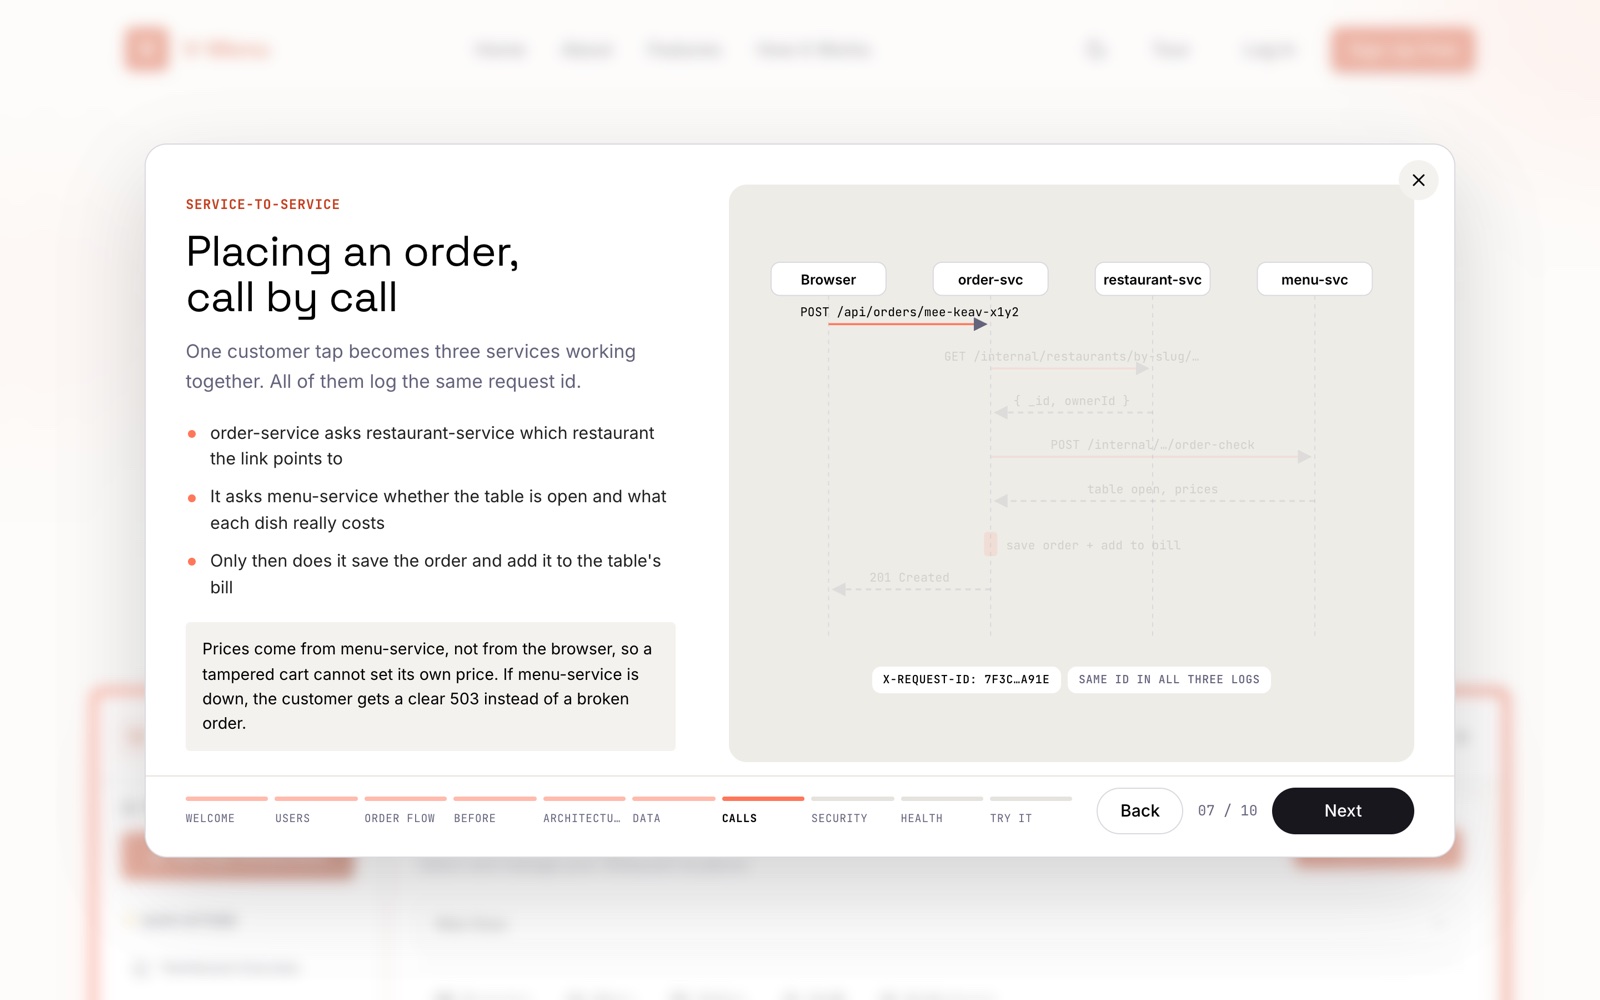 SERVICE-TO-SERVICE
Placing an order,
call by call
One customer tap becomes three services working
together. All of them log the same request id.
order-service asks restaurant-service which restaurant
the link points to
It asks menu-service whether the table is open and what
each dish really costs
Only then does it save the order and add it to the table's
bill
Prices come from menu-service, not from the browser, so a
tampered cart cannot set its own price. If menu-service is
down, the customer gets a clear 503 instead of a broken
order.
Browser
order-svc
restaurant-svc
menu-svc
POST /api/orders/mee-keav-x1y2
GET /internal/restaurants/by-slug/…
{ _id, ownerId }
POST /internal/…/order-check
table open, prices
save order + add to bill
201 Created
X-REQUEST-ID: 7F3C…A91E
SAME ID IN ALL THREE LOGS
WELCOME
USERS
ORDER FLOW
BEFORE
ARCHITECTU…
DATA
CALLS
SECURITY
HEALTH
TRY IT
Back
07 / 10
Next